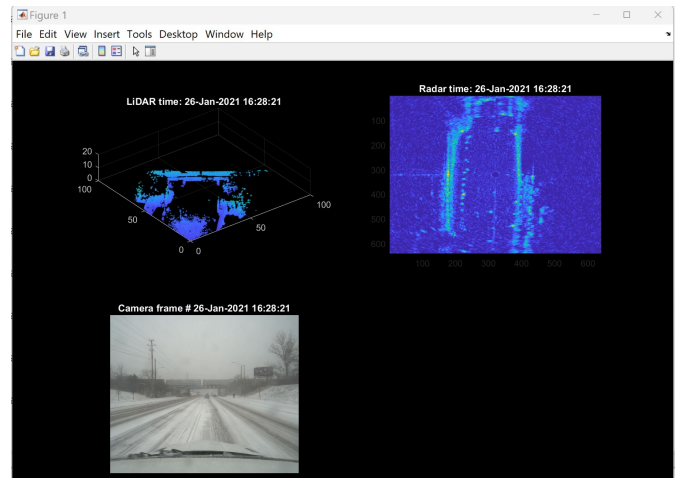 Figure 1
File Edit View Insert Tools Desktop Window Help
LiDAR time: 26-Jan-2021 16:28:21
20
10
0
100
50
0
0
50
100
Radar time: 26-Jan-2021 16:28:21
100
200
300
400
500
600
100 200 300 400 500 600
Camera frame # 26-Jan-2021 16:28:21